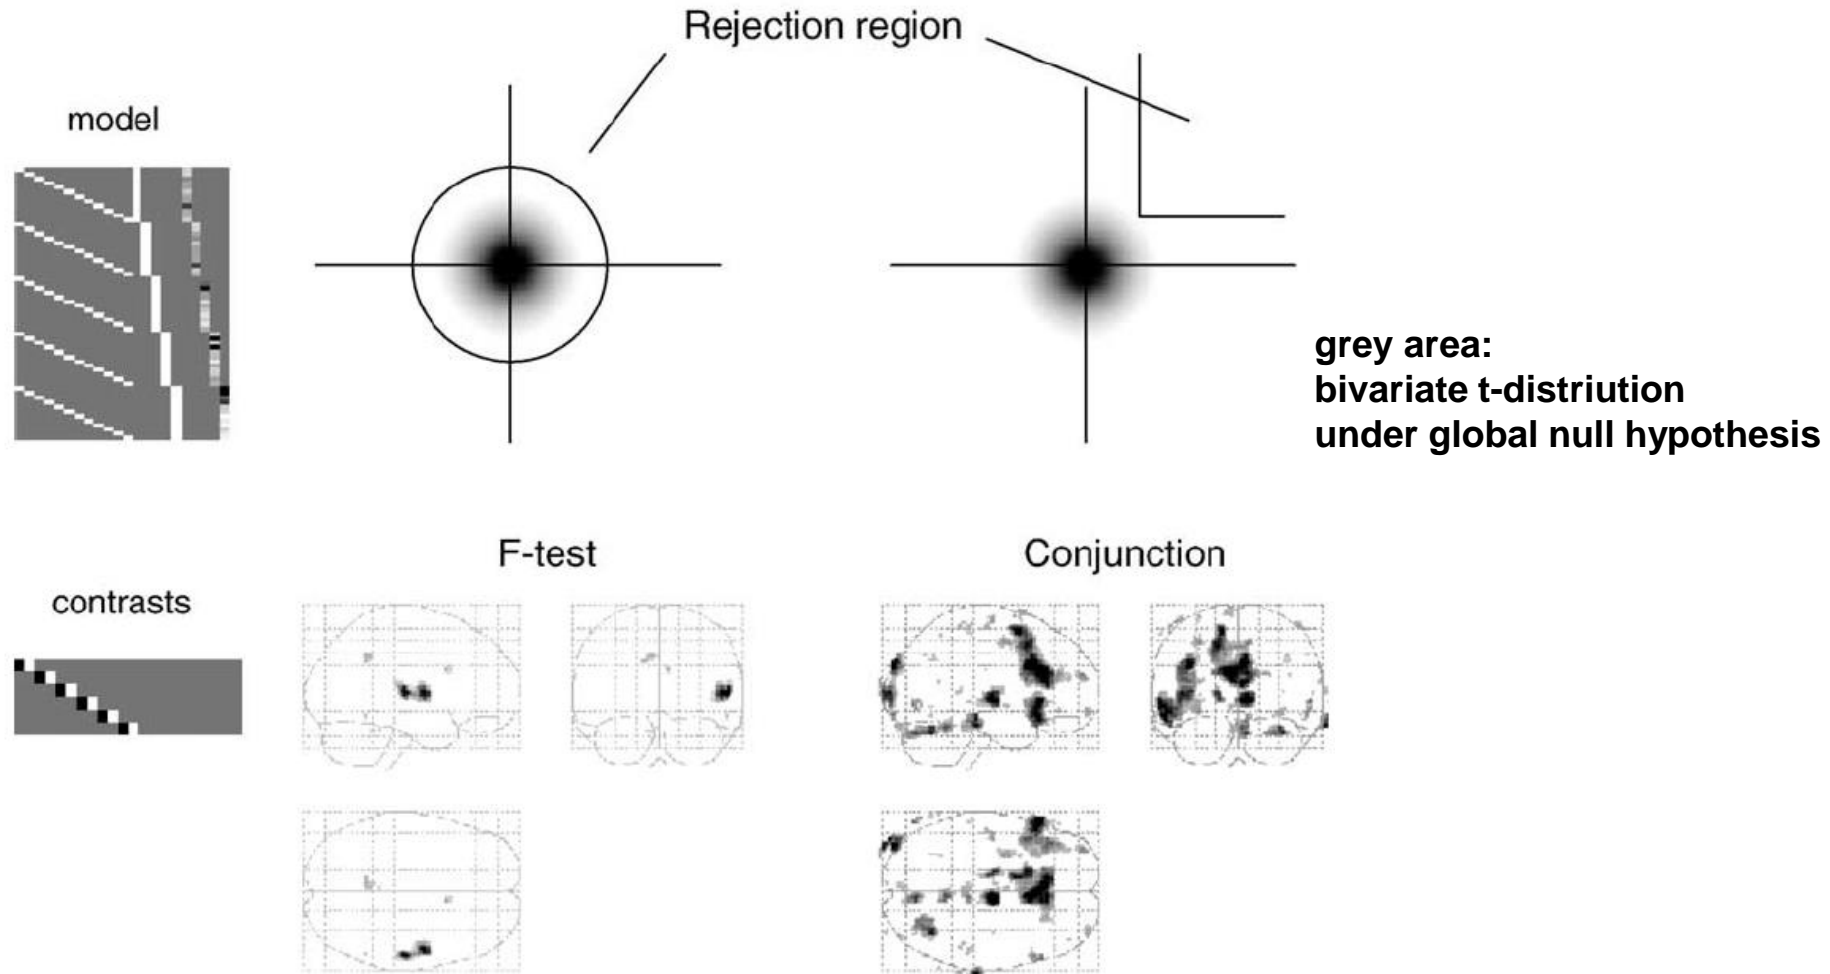 Rejection region
model
grey area:
bivariate t-distriution
under global null hypothesis
F-test
Conjunction
contrasts